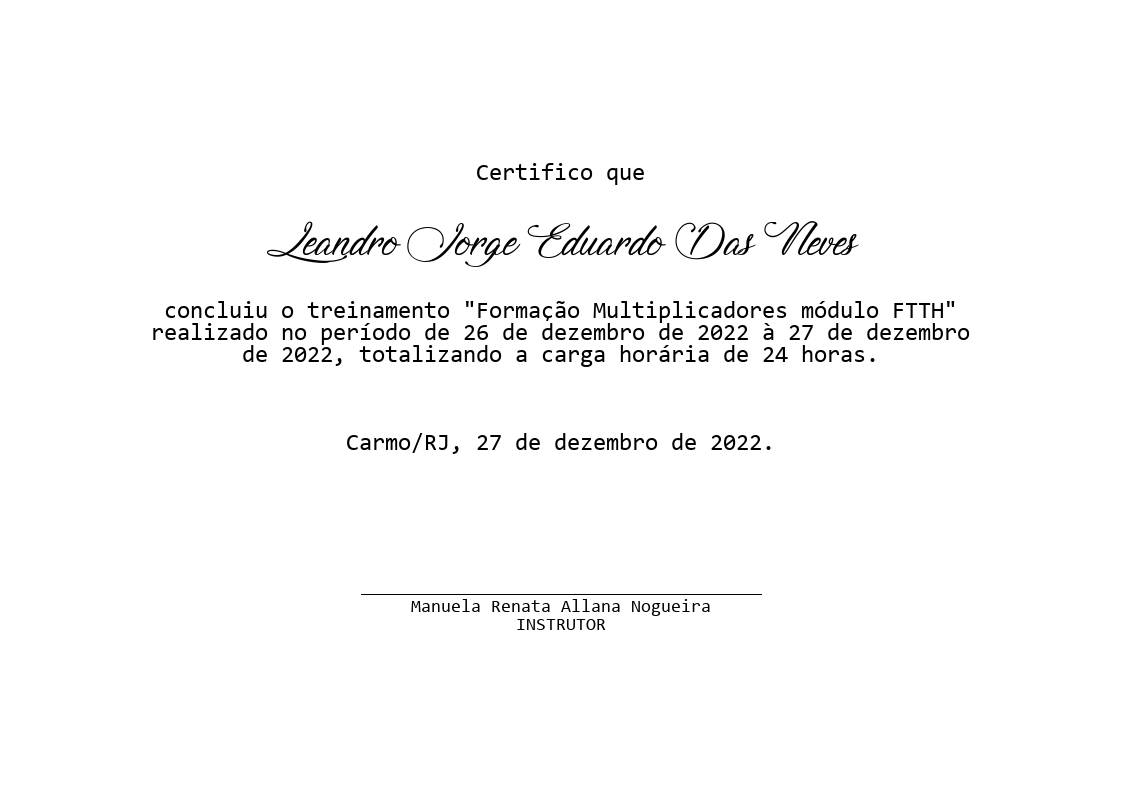 Certifico que
Leandro Jorge Eduardo Das Neves
concluiu o treinamento "Formação Multiplicadores módulo FTTH"
realizado no período de 26 de dezembro de 2022 à 27 de dezembro
de 2022, totalizando a carga horária de 24 horas.
Carmo/RJ, 27 de dezembro de 2022.
Manuela Renata Allana Nogueira
INSTRUTOR